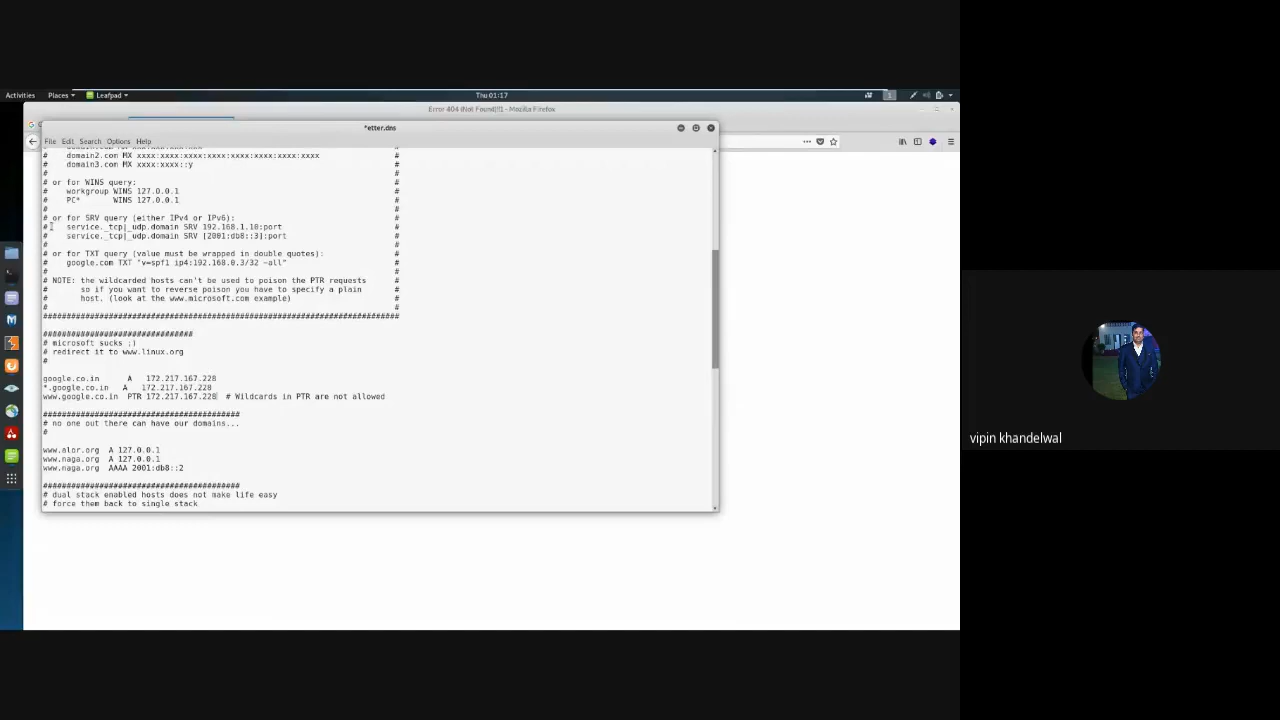 Activities Places Leafpad Thu 01:17 1
Error 404 (Not Found)!!1 - Mozilla Firefox
*etter.dns
File Edit Search Options Help
# domain2.com MX xxxx:xxxx:xxxx:xxxx:xxxx:xxxx:xxxx:xxxx #
# domain3.com MX xxxx:xxxx::y #
# #
# or for WINS query: #
# workgroup WINS 127.0.0.1 #
# PC* WINS 127.0.0.1 #
# #
# or for SRV query (either IPv4 or IPv6): #
# service._tcp|_udp.domain SRV 192.168.1.10:port #
# service._tcp|_udp.domain SRV [2001:db8::3]:port #
# #
# or for TXT query (value must be wrapped in double quotes): #
# google.com TXT "v=spf1 ip4:192.168.0.3/32 ~all" #
# #
# NOTE: the wildcarded hosts can't be used to poison the PTR requests #
# so if you want to reverse poison you have to specify a plain #
# host. (look at the www.microsoft.com example) #
# #
############################################################################
################################
# microsoft sucks ;)
# redirect it to www.linux.org
#
google.co.in A 172.217.167.228
*.google.co.in A 172.217.167.228
www.google.co.in PTR 172.217.167.228 # Wildcards in PTR are not allowed
##########################################
# no one out there can have our domains...
#
www.alor.org A 127.0.0.1
www.naga.org A 127.0.0.1
www.naga.org AAAA 2001:db8::2
##########################################
# dual stack enabled hosts does not make life easy
# force them back to single stack
vipin khandelwal